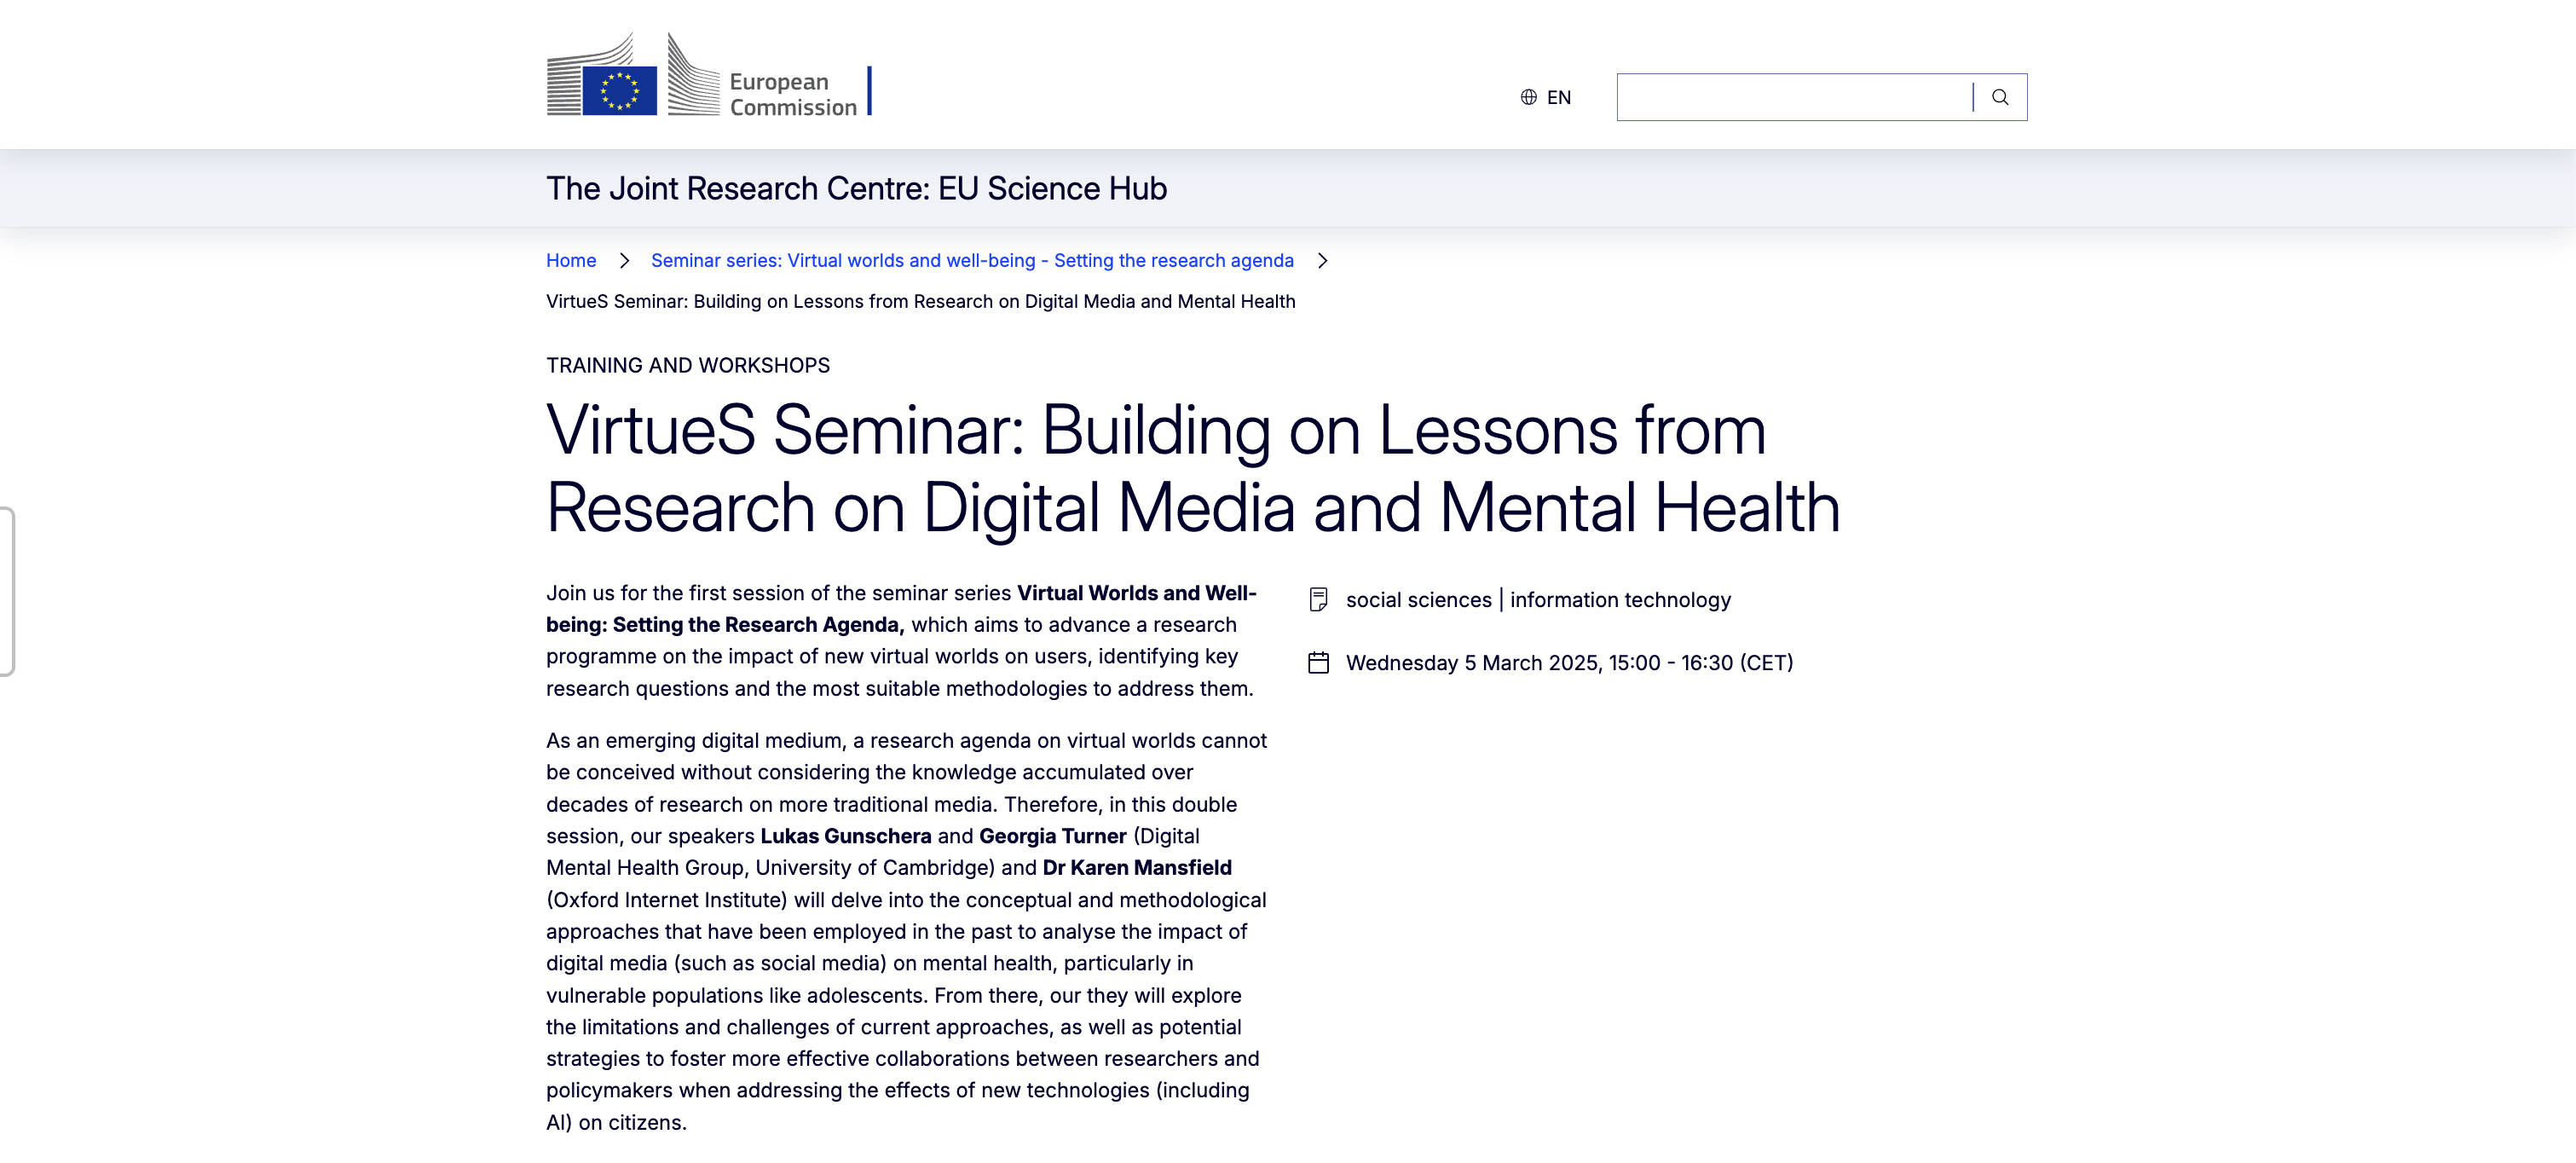 European
Commission
EN
The Joint Research Centre: EU Science Hub
Home
Seminar series: Virtual worlds and well-being - Setting the research agenda
VirtueS Seminar: Building on Lessons from Research on Digital Media and Mental Health
TRAINING AND WORKSHOPS
VirtueS Seminar: Building on Lessons from
Research on Digital Media and Mental Health
Join us for the first session of the seminar series Virtual Worlds and Well-
being: Setting the Research Agenda, which aims to advance a research
programme on the impact of new virtual worlds on users, identifying key
research questions and the most suitable methodologies to address them.
As an emerging digital medium, a research agenda on virtual worlds cannot
be conceived without considering the knowledge accumulated over
decades of research on more traditional media. Therefore, in this double
session, our speakers Lukas Gunschera and Georgia Turner (Digital
Mental Health Group, University of Cambridge) and Dr Karen Mansfield
(Oxford Internet Institute) will delve into the conceptual and methodological
approaches that have been employed in the past to analyse the impact of
digital media (such as social media) on mental health, particularly in
vulnerable populations like adolescents. From there, our they will explore
the limitations and challenges of current approaches, as well as potential
strategies to foster more effective collaborations between researchers and
policymakers when addressing the effects of new technologies (including
AI) on citizens.
social sciences | information technology
Wednesday 5 March 2025, 15:00 - 16:30 (CET)